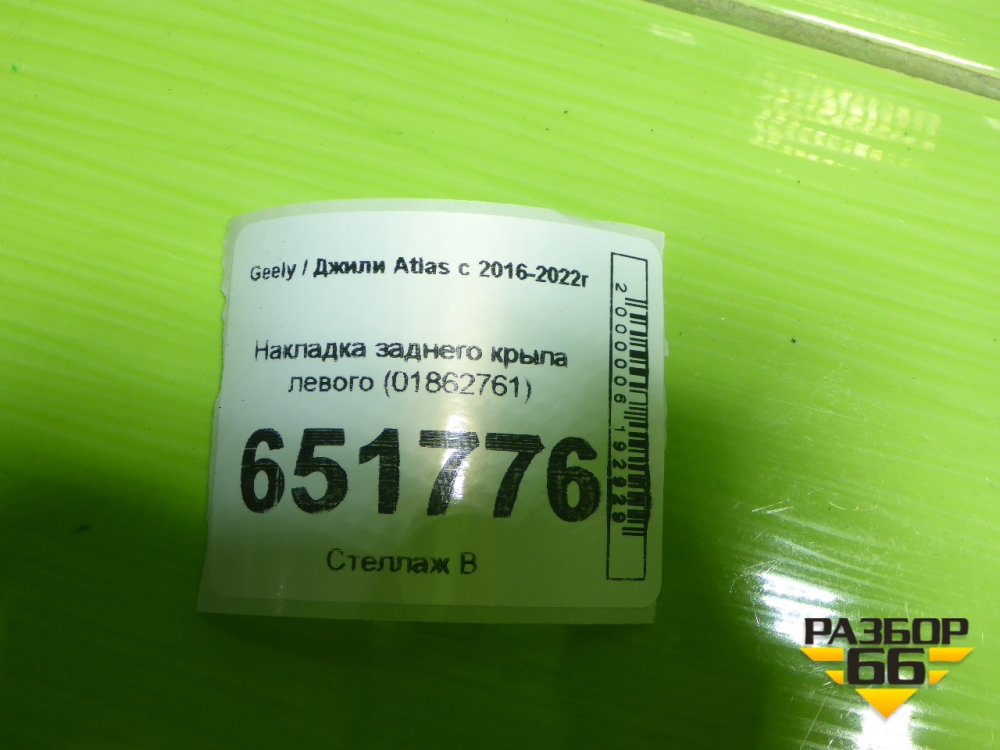 Geely / Джили Atlas с 2016-2022г
Накладка заднего крыла
левого (01862761)
651776
Стеллаж В
2000006192929
РАЗБОР
66